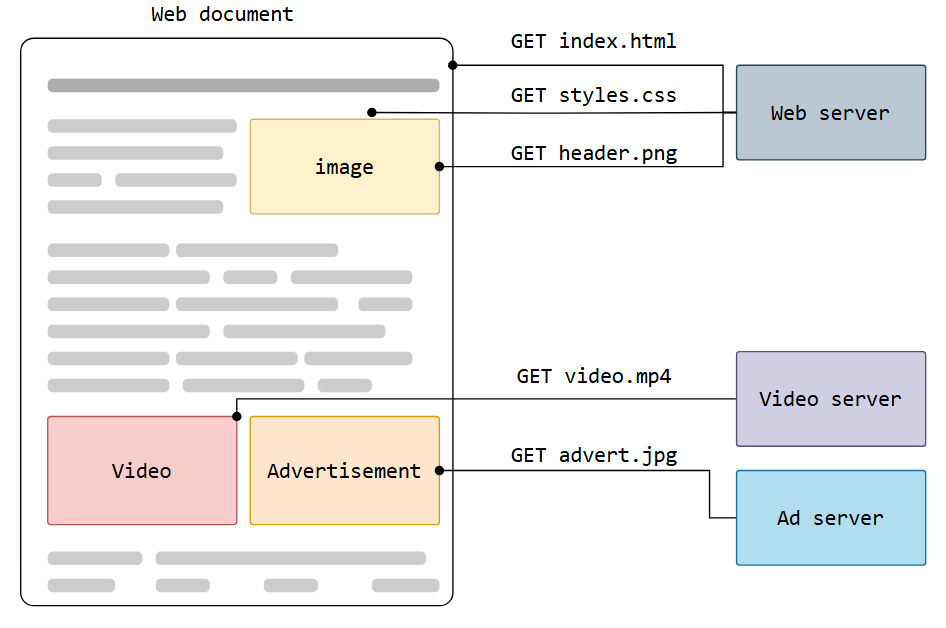 Web document
GET index.html
GET styles.css
Web server
GET header.png
image
GET video.mp4
Video server
GET advert.jpg
Video
Advertisement
Ad server